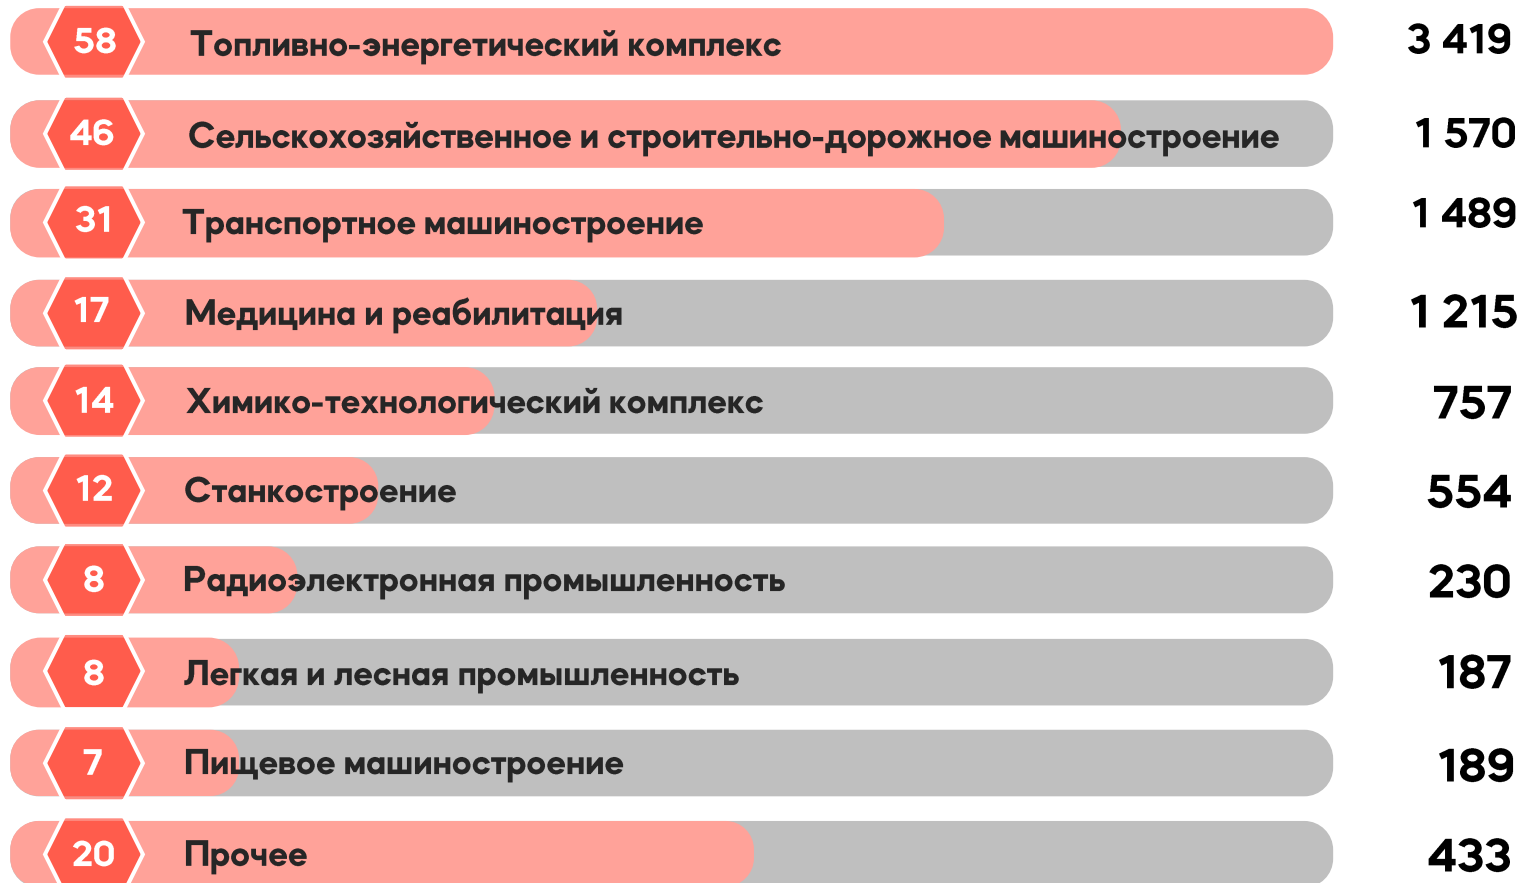 58 Топливно-энергетический комплекс 3 419
46 Сельскохозяйственное и строительно-дорожное машиностроение 1 570
31 Транспортное машиностроение 1 489
17 Медицина и реабилитация 1 215
14 Химико-технологический комплекс 757
12 Станкостроение 554
8 Радиоэлектронная промышленность 230
8 Легкая и лесная промышленность 187
7 Пищевое машиностроение 189
20 Прочее 433